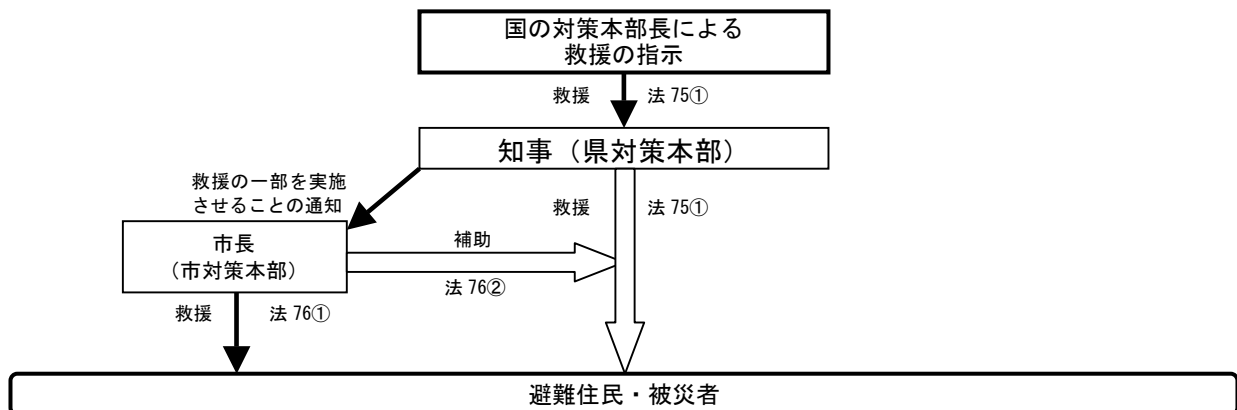 国の対策本部長による
救援の指示
救援　法 75①
知事（県対策本部）
救援の一部を実施
させることの通知
救援　法 75①
市長
（市対策本部）
補助
法 76②
救援　法 76①
避難住民・被災者